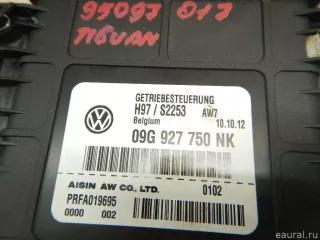 95097 017
TIGUAN
GETRIEBESTEUERUNG
H97 / S2253 AW7
Belgium 10.10.12
09G 927 750 NK
AISIN AW CO., LTD. 0102
PRFA019695
0000 002
eural.ru